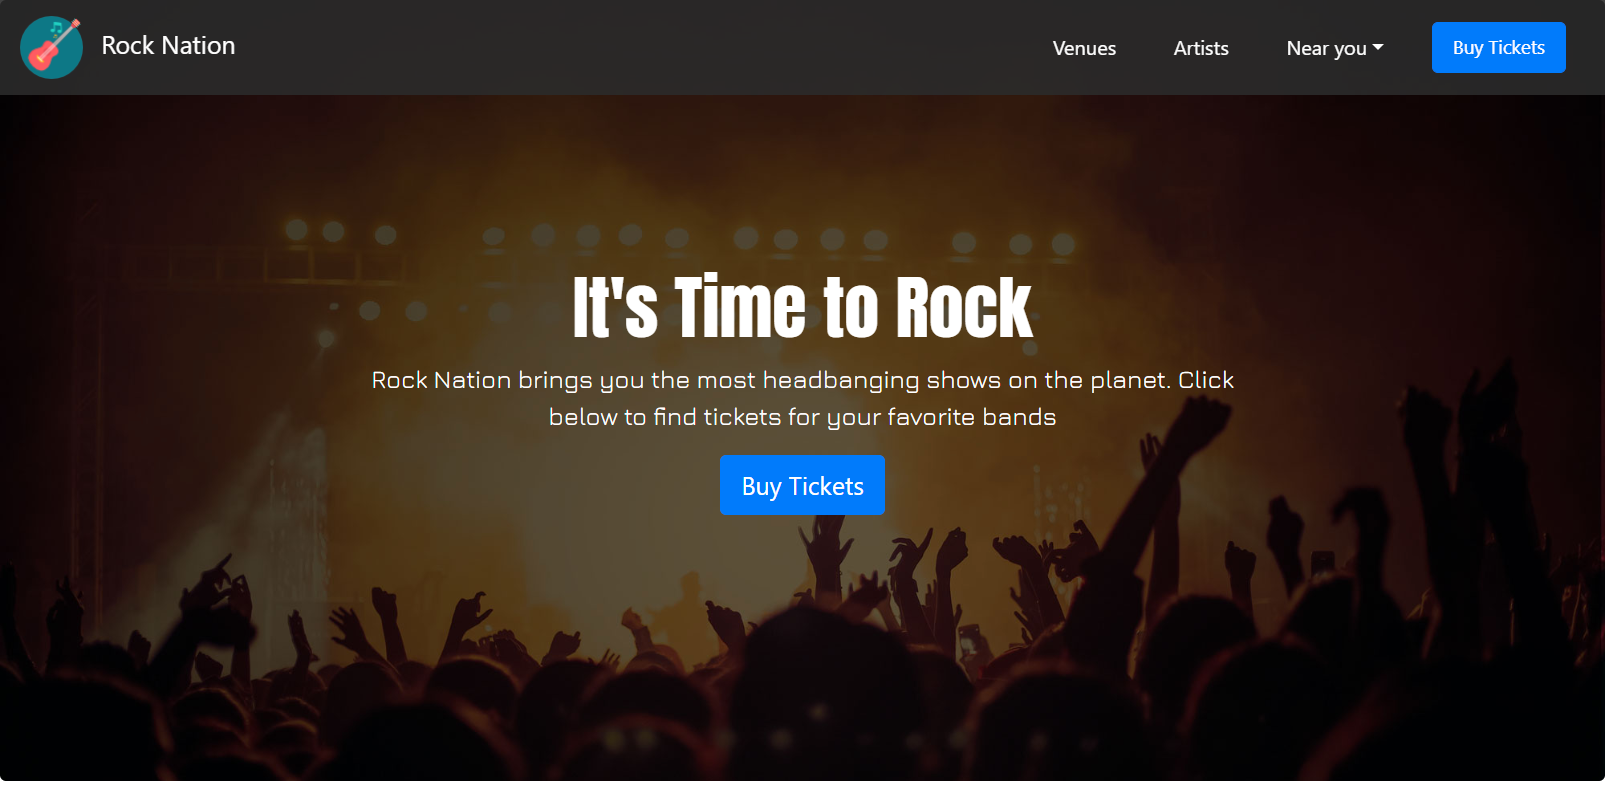 Rock Nation
Venues
Artists
Near you
Buy Tickets
It's Time to Rock
Rock Nation brings you the most headbanging shows on the planet. Click
below to find tickets for your favorite bands
Buy Tickets